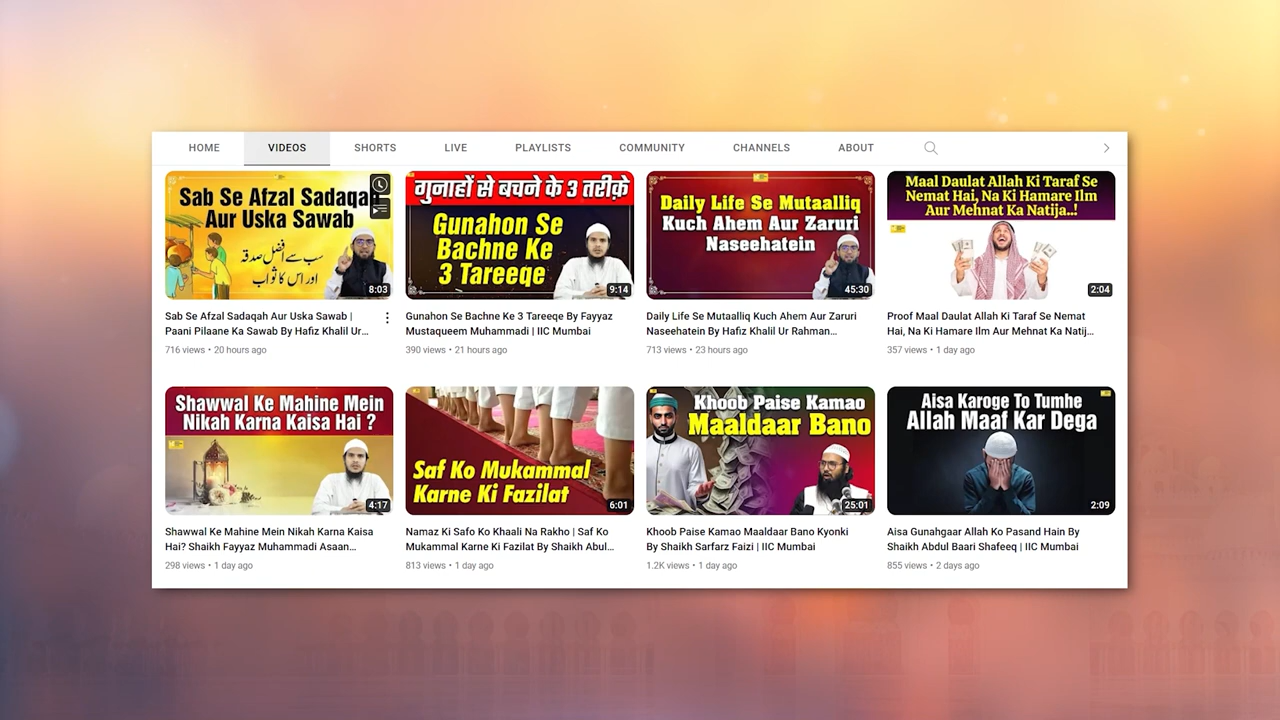 HOME VIDEOS SHORTS LIVE PLAYLISTS COMMUNITY CHANNELS ABOUT
Sab Se Afzal Sadaqah
Aur Uska Sawab
سب سے افضل صدقہ
اور اس کا ثواب
8:03
Sab Se Afzal Sadaqah Aur Uska Sawab |
Paani Pilaane Ka Sawab By Hafiz Khalil Ur...
716 views • 20 hours ago
गुनाहों से बचने के 3 तरीक़े
Gunahon Se
Bachne Ke
3 Tareeqe
9:14
Gunahon Se Bachne Ke 3 Tareeqe By Fayyaz
Mustaqueem Muhammadi | IIC Mumbai
390 views • 21 hours ago
Daily Life Se Mutaalliq
Kuch Ahem Aur Zaruri
Naseehatein
45:30
Daily Life Se Mutaalliq Kuch Ahem Aur Zaruri
Naseehatein By Hafiz Khalil Ur Rahman...
713 views • 23 hours ago
Maal Daulat Allah Ki Taraf Se
Nemat Hai, Na Ki Hamare Ilm
Aur Mehnat Ka Natija..!
2:04
Proof Maal Daulat Allah Ki Taraf Se Nemat
Hai, Na Ki Hamare Ilm Aur Mehnat Ka Natij...
357 views • 1 day ago
Shawwal Ke Mahine Mein
Nikah Karna Kaisa Hai ?
4:17
Shawwal Ke Mahine Mein Nikah Karna Kaisa
Hai? Shaikh Fayyaz Muhammadi Asaan...
298 views • 1 day ago
Saf Ko Mukammal
Karne Ki Fazilat
6:01
Namaz Ki Safo Ko Khaali Na Rakho | Saf Ko
Mukammal Karne Ki Fazilat By Shaikh Abul...
813 views • 1 day ago
Khoob Paise Kamao
Maaldaar Bano
25:01
Khoob Paise Kamao Maaldaar Bano Kyonki
By Shaikh Sarfarz Faizi | IIC Mumbai
1.2K views • 1 day ago
Aisa Karoge To Tumhe
Allah Maaf Kar Dega
2:09
Aisa Gunahgaar Allah Ko Pasand Hain By
Shaikh Abdul Baari Shafeeq | IIC Mumbai
855 views • 2 days ago